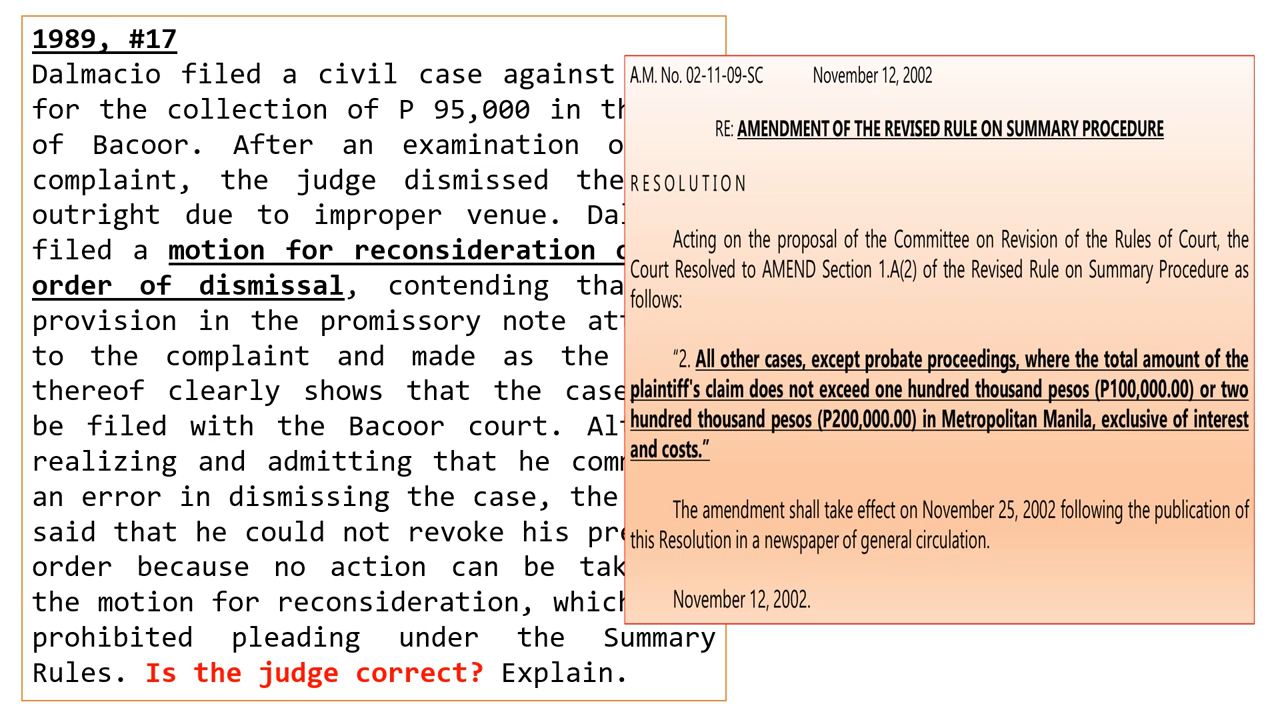 1989, #17
Dalmacio filed a civil case against
for the collection of P 95,000 in
of Bacoor. After an examination
complaint, the judge dismissed the
outright due to improper venue.
filed a motion for reconsideration
order of dismissal, contending
provision in the promissory note
to the complaint and made as the
thereof clearly shows that the case
be filed with the Bacoor court.
realizing and admitting that he
an error in dismissing the case, the
said that he could not revoke his
order because no action can be
the motion for reconsideration, which
prohibited pleading under the Summary
Rules. Is the judge correct? Explain.
A.M. No. 02-11-09-SC November 12, 2002
RE: AMENDMENT OF THE REVISED RULE ON SUMMARY PROCEDURE
R E S O L U T I O N
Acting on the proposal of the Committee on Revision of the Rules of Court, the
Court Resolved to AMEND Section 1.A(2) of the Revised Rule on Summary Procedure as
follows:
"2. All other cases, except probate proceedings, where the total amount of the
plaintiff's claim does not exceed one hundred thousand pesos (P100,000.00) or two
hundred thousand pesos (P200,000.00) in Metropolitan Manila, exclusive of interest
and costs."
The amendment shall take effect on November 25, 2002 following the publication of
this Resolution in a newspaper of general circulation.
November 12, 2002.